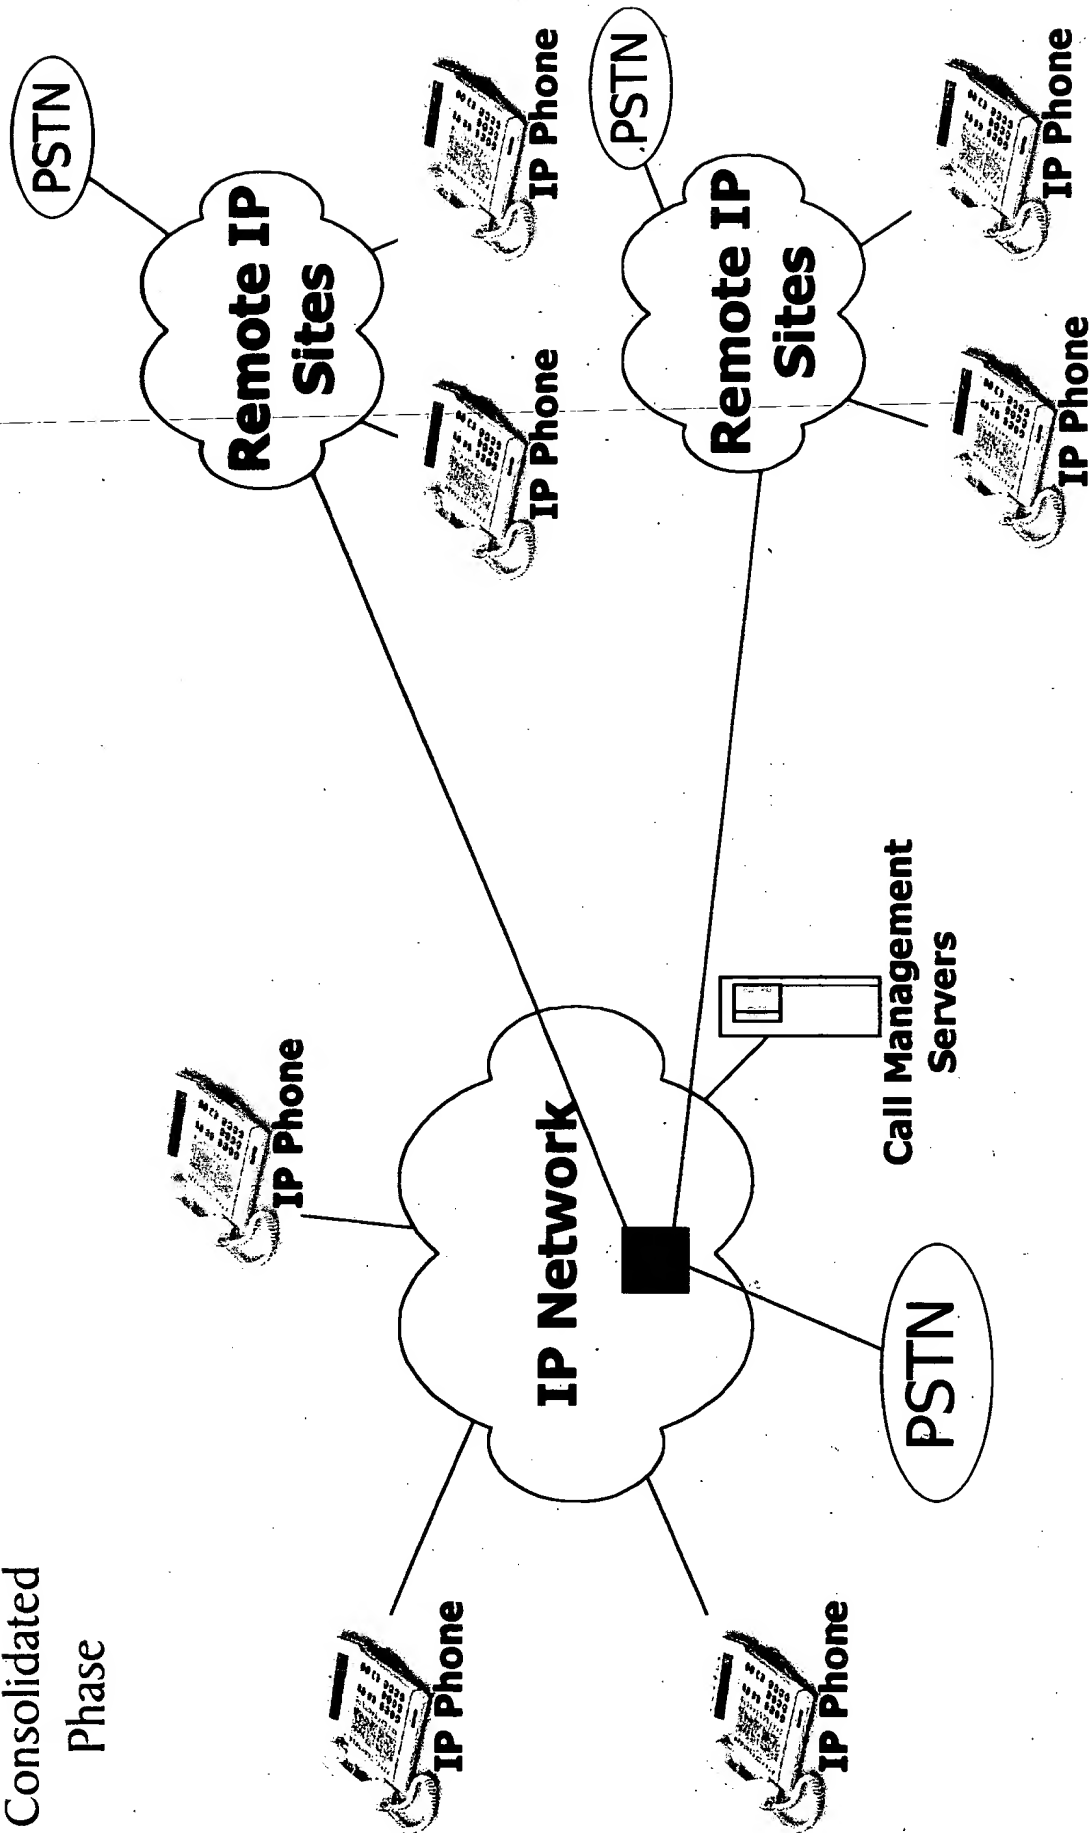 Consolidated
Phase
IP Phone
IP Phone
IP Phone
IP Network
PSTN
Call Management
Servers
PSTN
Remote IP
Sites
IP Phone
IP Phone
PSTN
Remote IP
Sites
IP Phone
IP Phone